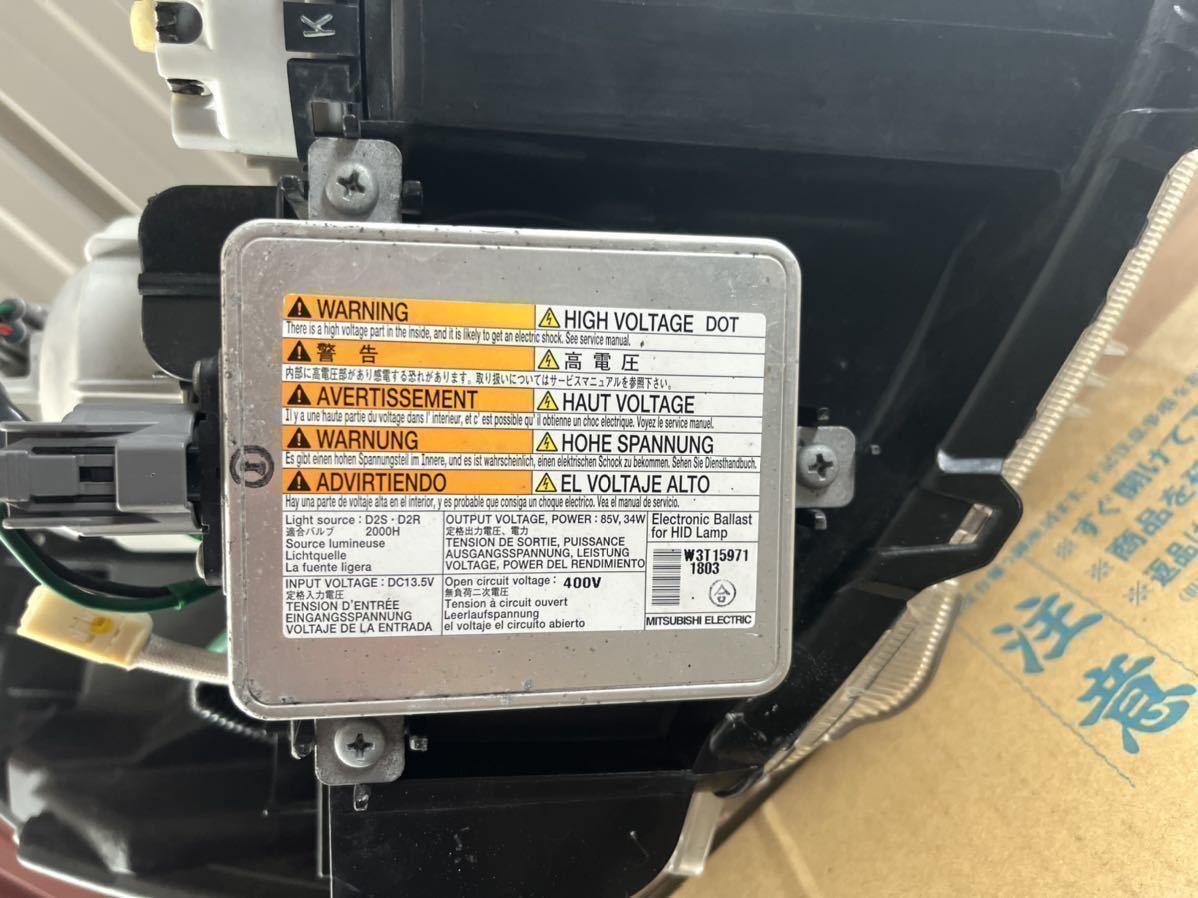 K
WARNING
HIGH VOLTAGE DOT
There is a high voltage part in the inside, and it is likely to get an electric shock. See service manual.
警告
高電圧
内部に高電圧部があり感電する恐れがあります。取り扱いについてはサービスマニュアルを参照下さい。
AVERTISSEMENT
HAUT VOLTAGE
Il y a une haute partie du voltage dans l' interieur, et c' est possible qu' il obtienne un choc electrique. Voyez le service manuel.
WARNUNG
HOHE SPANNUNG
Es gibt einen hohen Spannungsteil im Innere, und es ist wahrscheinlich, einen elektrischen Schock zu bekommen. Sehen Sie Diensthandbuch.
ADVIRTIENDO
EL VOLTAJE ALTO
Hay una parte de voltaje alta en el interior, y es probable que consiga un choque electrico. Vea el manual de servicio.
Light source : D2S・D2R
適合バルブ 2000H
Source lumineuse
Lichtquelle
La fuente ligera
INPUT VOLTAGE : DC13.5V
定格入力電圧
TENSION D'ENTRÉE
EINGANGSSPANNUNG
VOLTAJE DE LA ENTRADA
OUTPUT VOLTAGE, POWER : 85V, 34W
定格出力電圧、電力
TENSION DE SORTIE, PUISSANCE
AUSGANGSSPANNUNG, LEISTUNG
VOLTAGE, POWER DEL RENDIMIENTO
Open circuit voltage : 400V
無負荷二次電圧
Tensión à circuit ouvert
Leerlaufspannung
el voltaje el circuito abierto
Electronic Ballast
for HID Lamp
W3T15971
1803
合
MITSUBISHI ELECTRIC
注意
※ すぐ開けて
※ 商品を
※ 返品